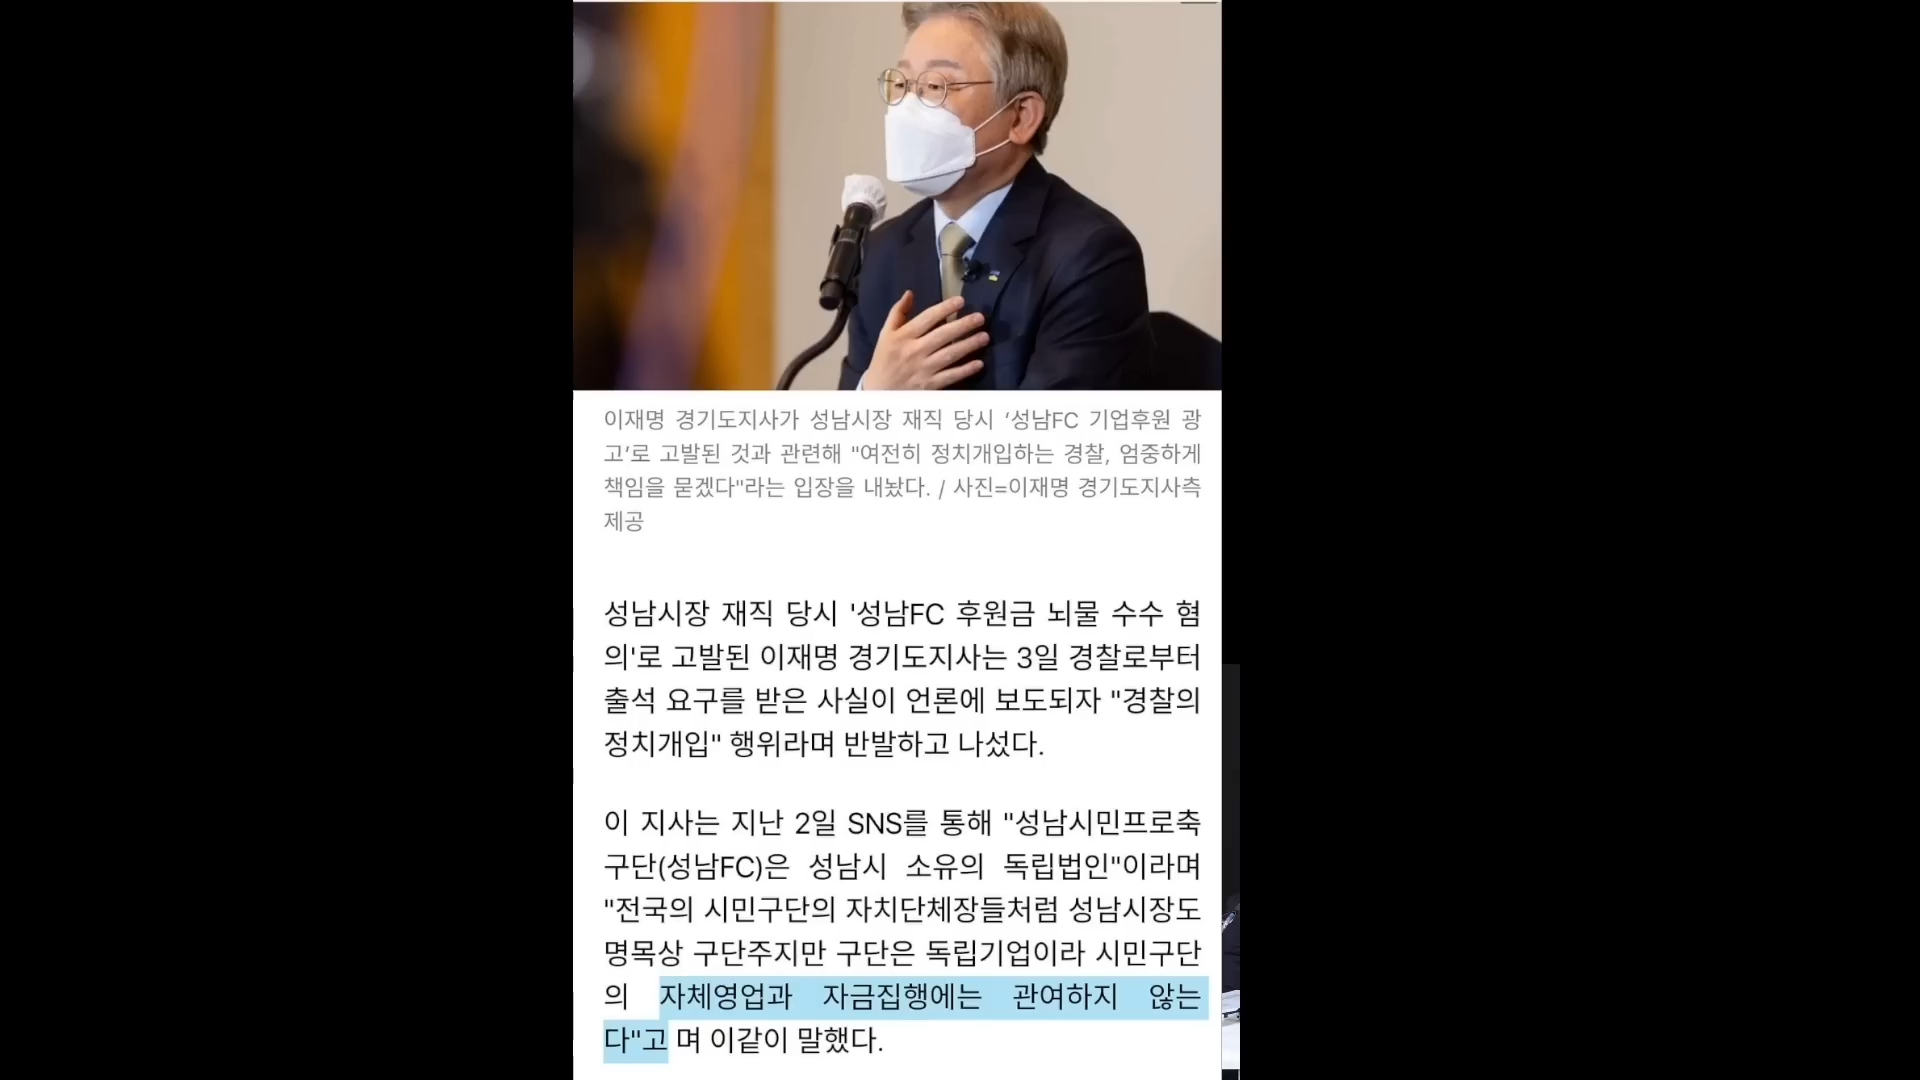 이재명 경기도지사가 성남시장 재직 당시 '성남FC 기업후원 광
고'로 고발된 것과 관련해 "여전히 정치개입하는 경찰, 엄중하게
책임을 묻겠다"라는 입장을 내놨다. / 사진=이재명 경기도지사측
제공
성남시장 재직 당시 '성남FC 후원금 뇌물 수수 혐
의'로 고발된 이재명 경기도지사는 3일 경찰로부터
출석 요구를 받은 사실이 언론에 보도되자 "경찰의
정치개입" 행위라며 반발하고 나섰다.
이 지사는 지난 2일 SNS를 통해 "성남시민프로축
구단(성남FC)은 성남시 소유의 독립법인"이라며
"전국의 시민구단의 자치단체장들처럼 성남시장도
명목상 구단주지만 구단은 독립기업이라 시민구단
의 자체영업과 자금집행에는 관여하지 않는
다"고 며 이같이 말했다.